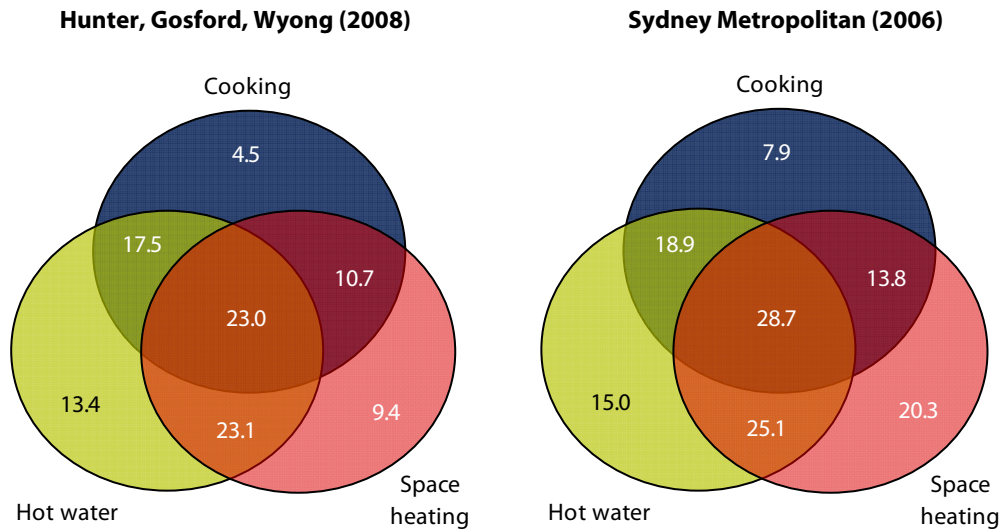 Hunter, Gosford, Wyong (2008)
Cooking
4.5
17.5
10.7
23.0
13.4
9.4
23.1
Hot water
Space
heating
Sydney Metropolitan (2006)
Cooking
7.9
18.9
13.8
28.7
15.0
20.3
25.1
Hot water
Space
heating